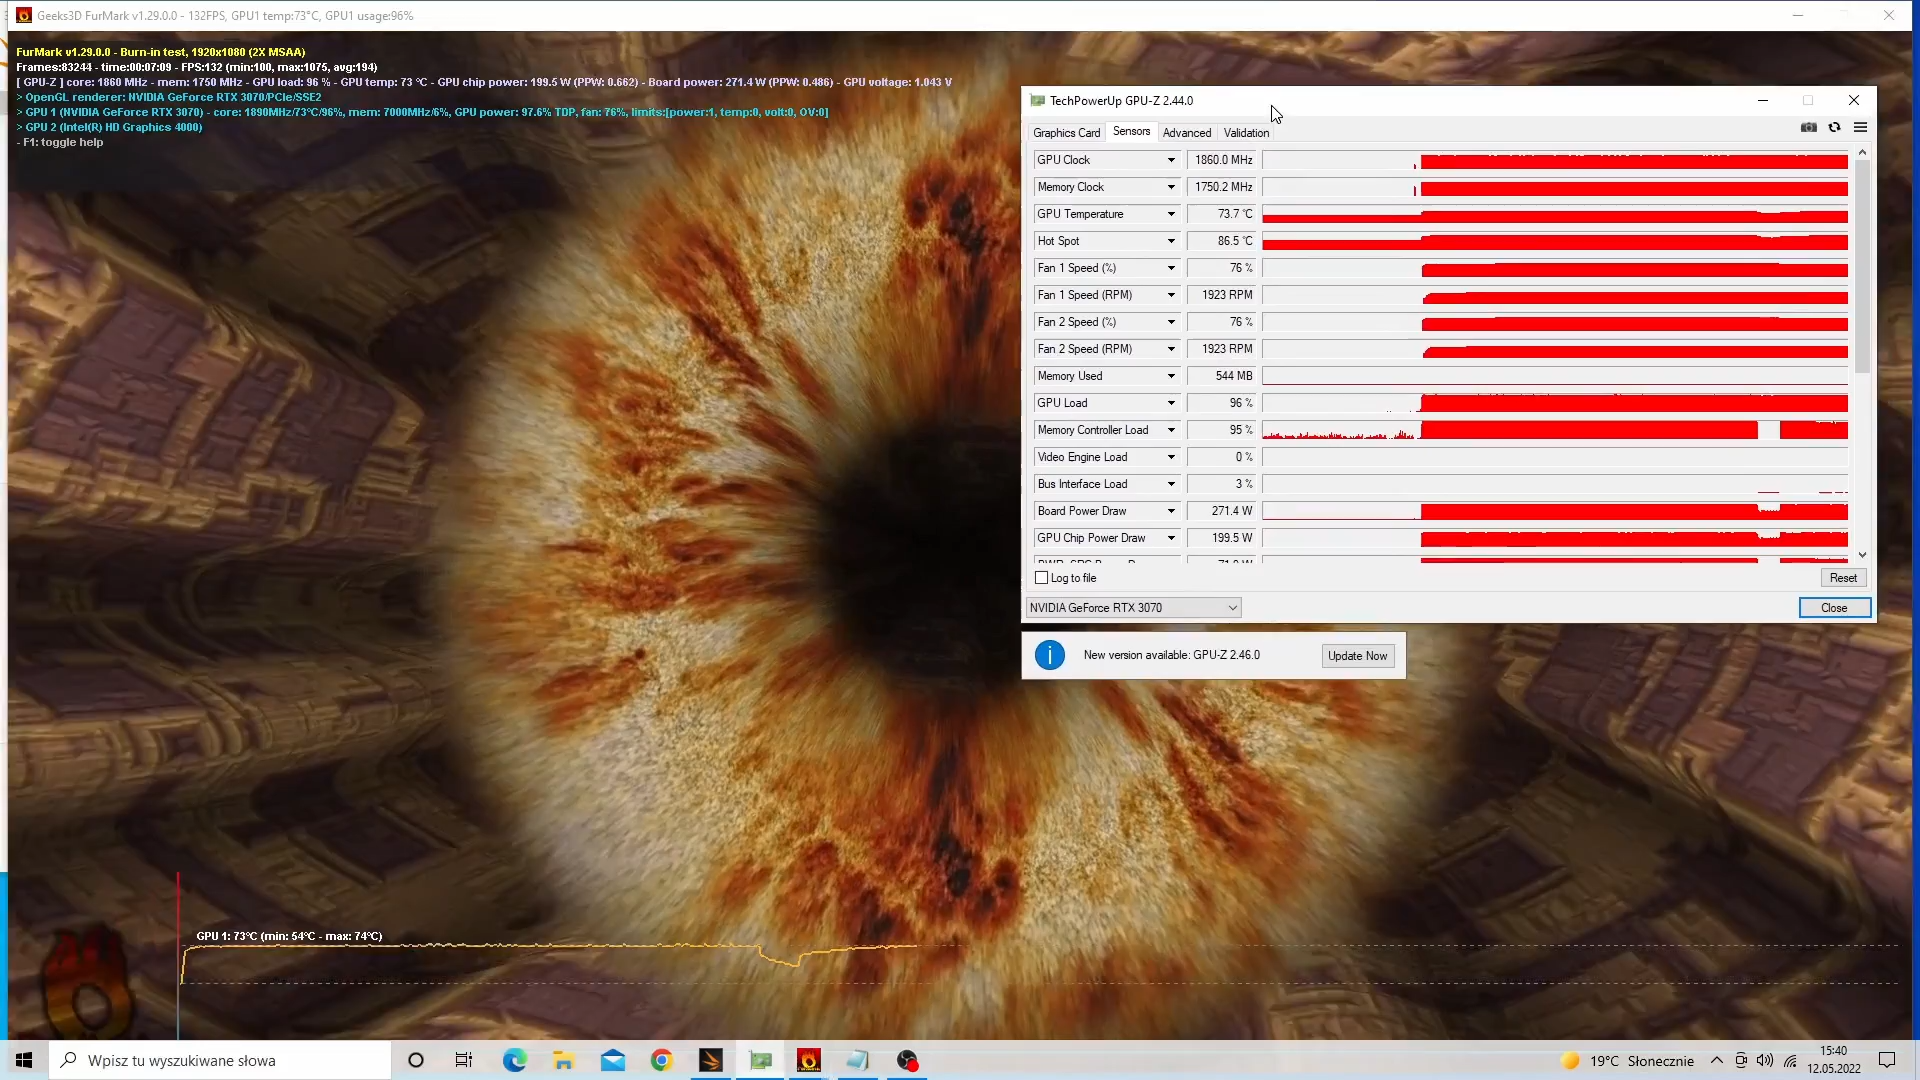 Geeks3D FurMark v1.29.0.0 - 132FPS, GPU1 temp:73°C, GPU1 usage:96%
FurMark v1.29.0.0 - Burn-in test, 1920x1080 (2X MSAA)
Frames:83244 - time:00:07:09 - FPS:132 (min:100, max:1075, avg:194)
[ GPU-Z ] core: 1860 MHz - mem: 1750 MHz - GPU load: 96 % - GPU temp: 73 °C - GPU chip power: 199.5 W (PPW: 0.662) - Board power: 271.4 W (PPW: 0.486) - GPU voltage: 1.043 V
> OpenGL renderer: NVIDIA GeForce RTX 3070/PCIe/SSE2
> GPU 1 (NVIDIA GeForce RTX 3070) - core: 1890MHz/73°C/96%, mem: 7000MHz/6%, GPU power: 97.6% TDP, fan: 76%, limits:[power:1, temp:0, volt:0, OV:0]
> GPU 2 (Intel(R) HD Graphics 4000)
- F1: toggle help
TechPowerUp GPU-Z 2.44.0
Graphics Card Sensors Advanced Validation
GPU Clock 1860.0 MHz
Memory Clock 1750.2 MHz
GPU Temperature 73.7 °C
Hot Spot 86.5 °C
Fan 1 Speed (%) 76 %
Fan 1 Speed (RPM) 1923 RPM
Fan 2 Speed (%) 76 %
Fan 2 Speed (RPM) 1923 RPM
Memory Used 544 MB
GPU Load 96 %
Memory Controller Load 95 %
Video Engine Load 0 %
Bus Interface Load 3 %
Board Power Draw 271.4 W
GPU Chip Power Draw 199.5 W
Log to file Reset
NVIDIA GeForce RTX 3070 Close
New version available: GPU-Z 2.46.0 Update Now
GPU 1: 73°C (min: 54°C - max: 74°C)
Wpisz tu wyszukiwane słowa
19°C Słonecznie
15:40
12.05.2022